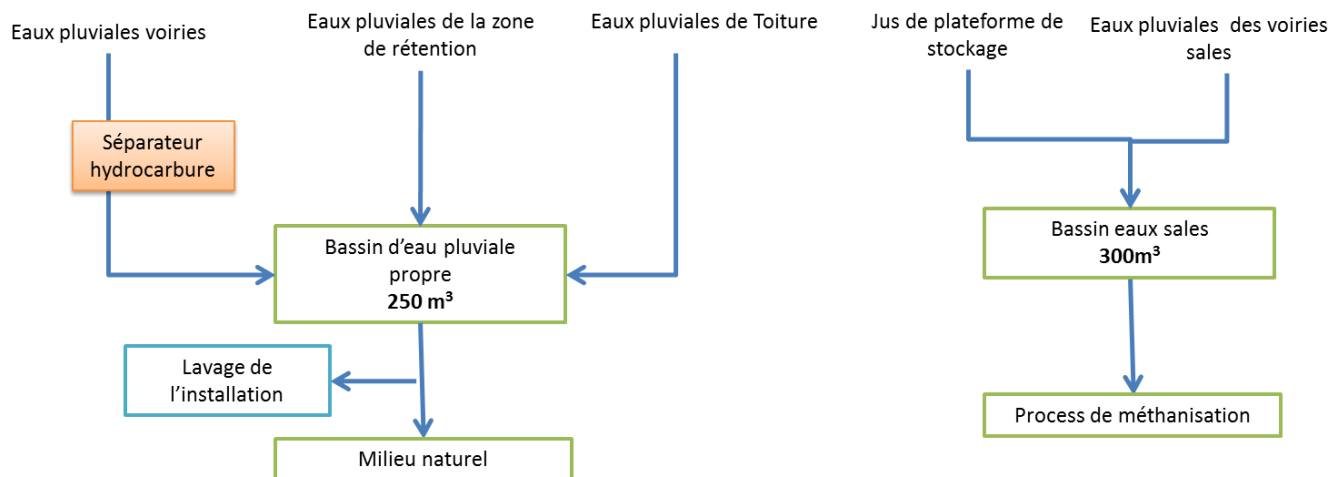 Eaux pluviales voiries
Eaux pluviales de la zone
de rétention
Eaux pluviales de Toiture
Jus de plateforme de
stockage
Eaux pluviales des voiries
sales
Séparateur
hydrocarbure
Bassin d'eau pluviale
propre
250 m³
Bassin eaux sales
300m³
Lavage de
l'installation
Process de méthanisation
Milieu naturel